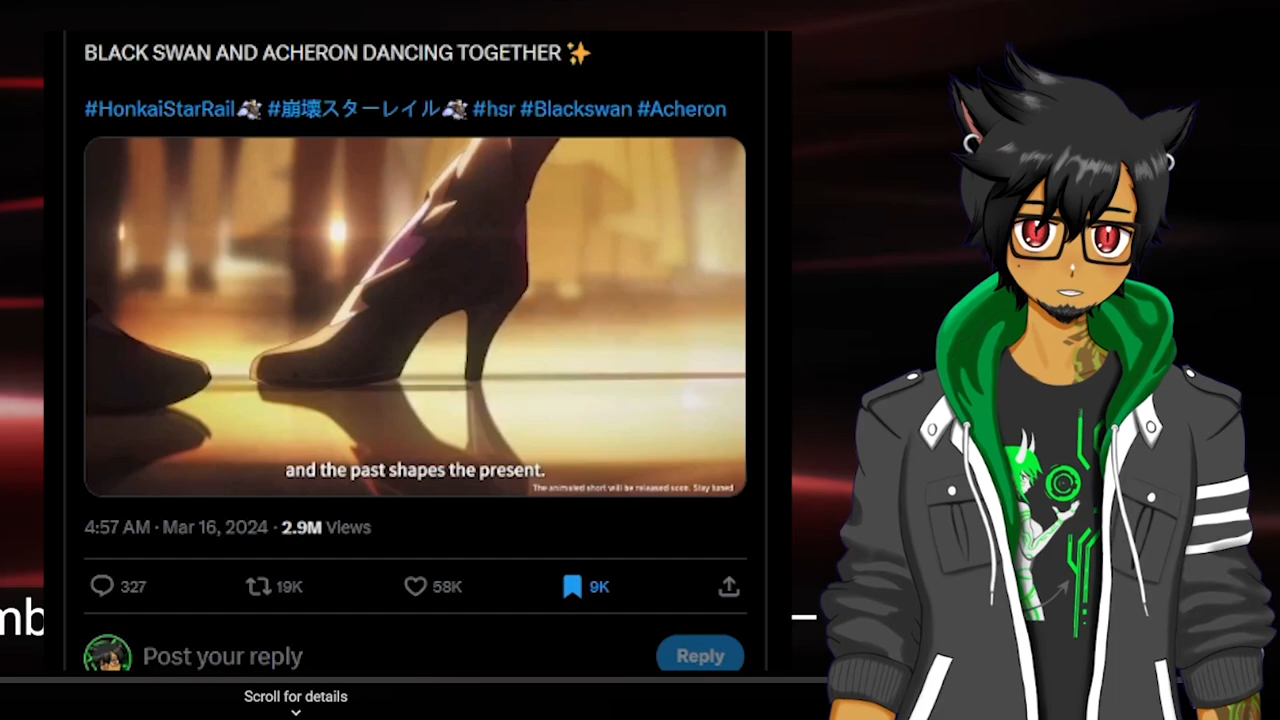 BLACK SWAN AND ACHERON DANCING TOGETHER ✨
#HonkaiStarRail #崩壊スターレイル #hsr #Blackswan #Acheron
and the past shapes the present.
The animated short will be released soon. Stay tuned
4:57 AM · Mar 16, 2024 · 2.9M Views
327 19K 58K 9K
mb
Post your reply
Reply
Scroll for details